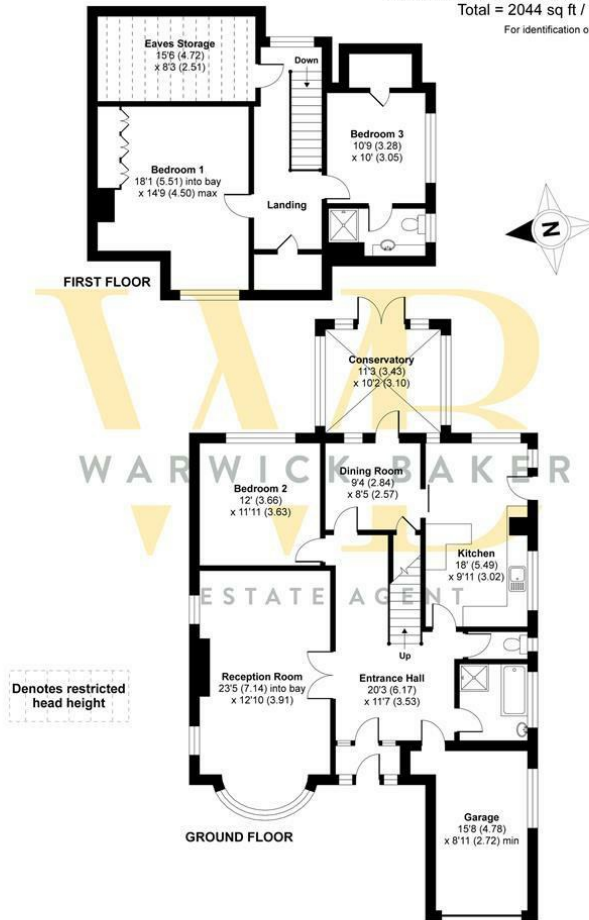 Total = 2044 sq ft /
For identification o
Eaves Storage
15'6 (4.72)
x 8'3 (2.51)
Down
Bedroom 3
10'9 (3.28)
x 10' (3.05)
Bedroom 1
18'1 (5.51) into bay
x 14'9 (4.50) max
Landing
N
FIRST FLOOR
WB
WARWICK BAKER
ESTATE AGENT
Conservatory
11'3 (3.43)
x 10'2 (3.10)
Dining Room
9'4 (2.84)
x 8'5 (2.57)
Bedroom 2
12' (3.66)
x 11'11 (3.63)
Kitchen
18' (5.49)
x 9'11 (3.02)
Up
Reception Room
23'5 (7.14) into bay
x 12'10 (3.91)
Entrance Hall
20'3 (6.17)
x 11'7 (3.53)
Denotes restricted
head height
Garage
15'8 (4.78)
x 8'11 (2.72) min
GROUND FLOOR